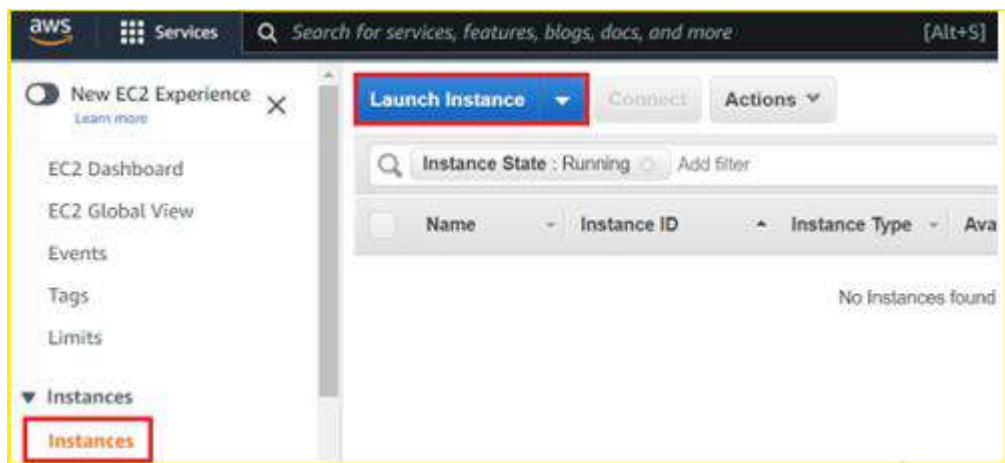 aws Services Search for services, features, blogs, docs, and more [Alt+S]
New EC2 Experience
Learn more
EC2 Dashboard
EC2 Global View
Events
Tags
Limits
Instances
Instances
Launch Instance Connect Actions
Instance State : Running Add filter
Name Instance ID Instance Type Ava
No Instances found